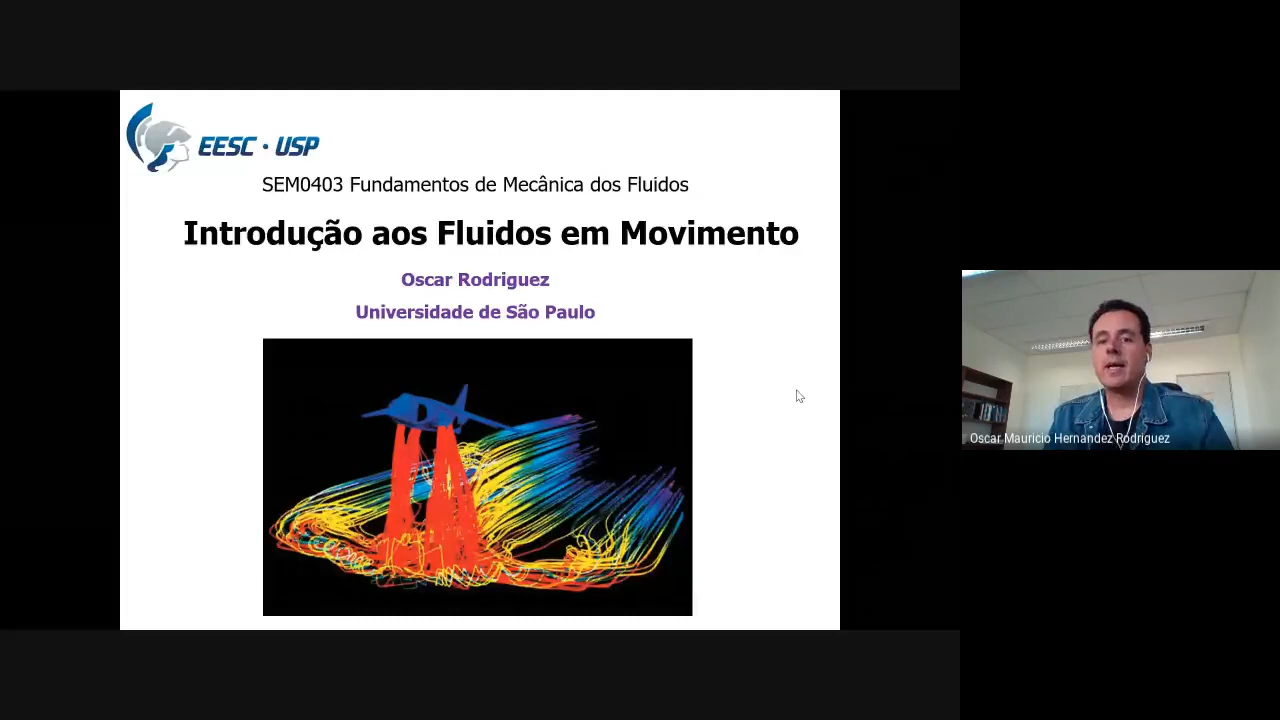 EESC · USP
SEM0403 Fundamentos de Mecânica dos Fluidos
Introdução aos Fluidos em Movimento
Oscar Rodriguez
Universidade de São Paulo
Oscar Mauricio Hernandez Rodriguez